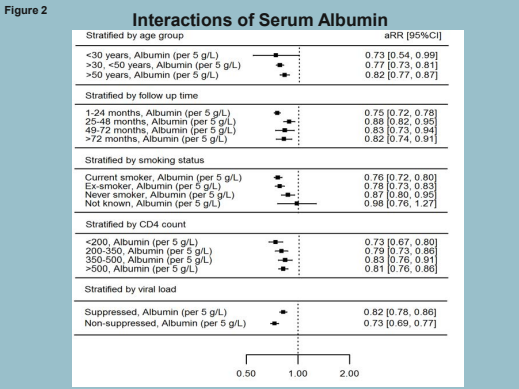 Figure 2
Interactions of Serum Albumin
Stratified by age group aRR [95%CI]
<30 years, Albumin (per 5 g/L) 0.73 [0.54, 0.99]
>30, <50 years, Albumin (per 5 g/L) 0.77 [0.73, 0.81]
>50 years, Albumin (per 5 g/L) 0.82 [0.77, 0.87]
Stratified by follow up time
1-24 months, Albumin (per 5 g/L) 0.75 [0.72, 0.78]
25-48 months, Albumin (per 5 g/L) 0.88 [0.82, 0.95]
49-72 months, Albumin (per 5 g/L) 0.83 [0.73, 0.94]
>72 months, Albumin (per 5 g/L) 0.82 [0.74, 0.91]
Stratified by smoking status
Current smoker, Albumin (per 5 g/L) 0.76 [0.72, 0.80]
Ex-smoker, Albumin (per 5 g/L) 0.78 [0.73, 0.83]
Never smoker, Albumin (per 5 g/L) 0.87 [0.80, 0.95]
Not known, Albumin (per 5 g/L) 0.98 [0.76, 1.27]
Stratified by CD4 count
<200, Albumin (per 5 g/L) 0.73 [0.67, 0.80]
200-350, Albumin (per 5 g/L) 0.79 [0.73, 0.86]
350-500, Albumin (per 5 g/L) 0.83 [0.76, 0.91]
>500, Albumin (per 5 g/L) 0.81 [0.76, 0.86]
Stratified by viral load
Suppressed, Albumin (per 5 g/L) 0.82 [0.78, 0.86]
Non-suppressed, Albumin (per 5 g/L) 0.73 [0.69, 0.77]
0.50 1.00 2.00